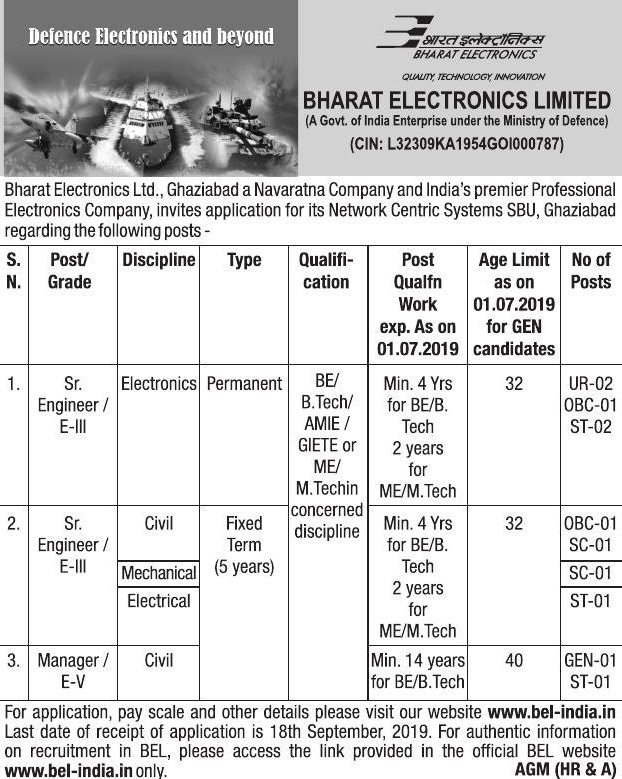 Defence Electronics and beyond
आरत इलेक्ट्रॉनिक्स
BHARAT ELECTRONICS
QUALITY, TECHNOLOGY, INNOVATION
BHARAT ELECTRONICS LIMITED
(A Govt. of India Enterprise under the Ministry of Defence)
(CIN: L32309KA1954GOI000787)
Bharat Electronics Ltd., Ghaziabad a Navaratna Company and India's premier Professional
Electronics Company, invites application for its Network Centric Systems SBU, Ghaziabad
regarding the following posts -
S. N.
Post/
Grade
Discipline
Type
Qualifi-
cation
Post
Qualfn
Work
exp. As on
01.07.2019
Age Limit
as on
01.07.2019
for GEN
candidates
No of
Posts
1.
Sr.
Engineer /
E-III
Electronics
Permanent
BE/
B.Tech/
AMIE /
GIETE or
ME/
M.Techin
concerned
discipline
Min. 4 Yrs
for BE/B.
Tech
2 years
for
ME/M.Tech
32
UR-02
OBC-01
ST-02
2.
Sr.
Engineer /
E-III
Civil
Mechanical
Electrical
Fixed
Term
(5 years)
Min. 4 Yrs
for BE/B.
Tech
2 years
for
ME/M.Tech
32
OBC-01
SC-01
SC-01
ST-01
3.
Manager /
E-V
Civil
Min. 14 years
for BE/B.Tech
40
GEN-01
ST-01
For application, pay scale and other details please visit our website www.bel-india.in
Last date of receipt of application is 18th September, 2019. For authentic information
on recruitment in BEL, please access the link provided in the official BEL website
www.bel-india.in only.
AGM (HR & A)